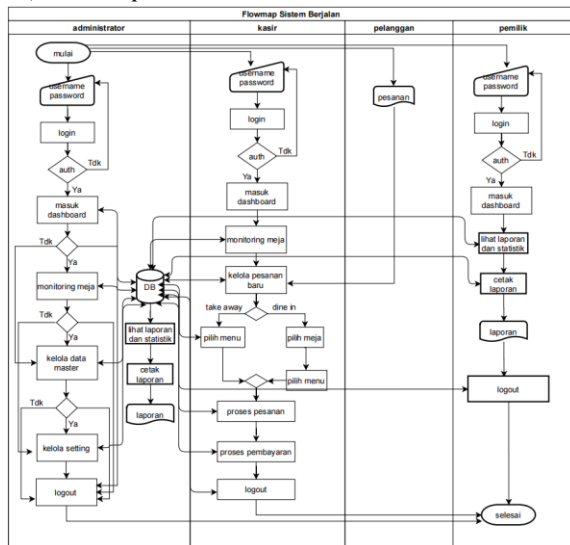 Flowmap Sistem Berjalan
administrator
kasir
pelanggan
pemilik
mulai
username
password
login
auth
Tdk
Ya
masuk
dashboard
Tdk
Ya
monitoring meja
Tdk
Ya
kelola data
master
Tdk
Ya
kelola setting
logout
DB
lihat laporan
dan statistik
cetak
laporan
laporan
username
password
login
auth
Tdk
Ya
masuk
dashboard
monitoring meja
kelola pesanan
baru
take away
dine in
pilih menu
pilih meja
pilih menu
proses pesanan
proses pembayaran
logout
pesanan
username
password
login
auth
Tdk
Ya
masuk
dashboard
lihat laporan
dan statistik
cetak
laporan
laporan
logout
selesai